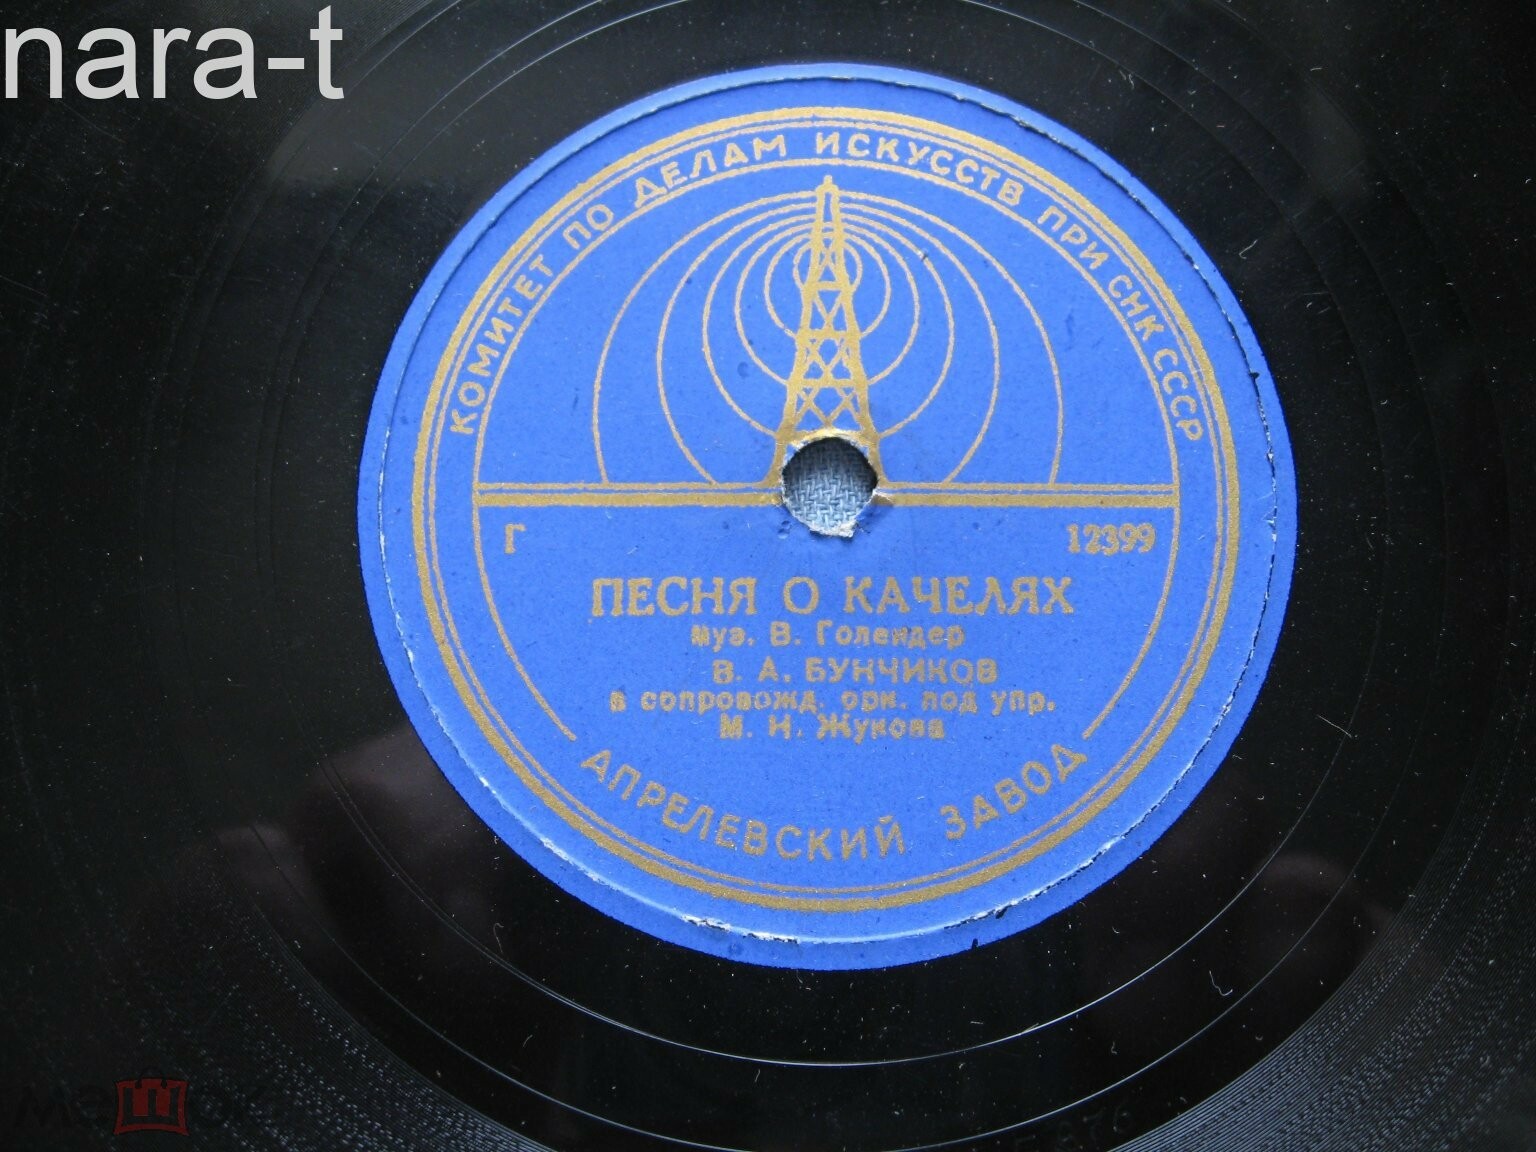 nara-t
КОМИТЕТ ПО ДЕЛАМ ИСКУССТВ ПРИ СНК СССР
Г 12399
ПЕСНЯ О КАЧЕЛЯХ
муз. В. Голендер
В. А. БУНЧИКОВ
в сопровожд. орк. под упр.
М. Н. Жукова
АПРЕЛЕВСКИЙ ЗАВОД
мешок